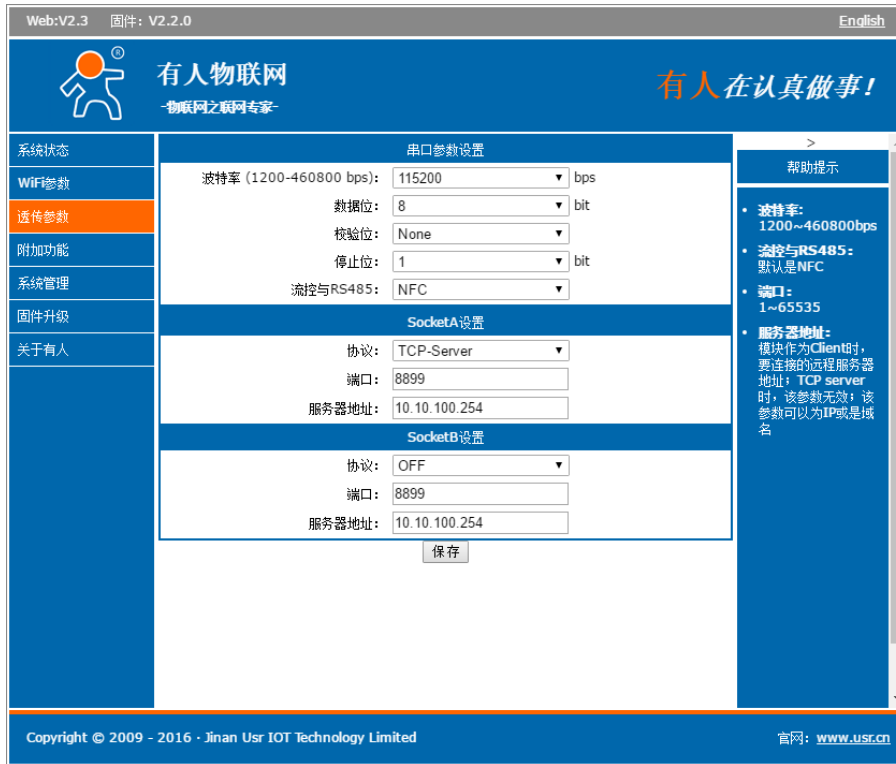 Web:V2.3 固件: V2.2.0 English
®
有人物联网
-物联网之联网专家-
有人在认真做事!
系统状态
WiFi参数
透传参数
附加功能
系统管理
固件升级
关于有人
串口参数设置
波特率 (1200-460800 bps): 115200 bps
数据位: 8 bit
校验位: None
停止位: 1 bit
流控与RS485: NFC
SocketA设置
协议: TCP-Server
端口: 8899
服务器地址: 10.10.100.254
SocketB设置
协议: OFF
端口: 8899
服务器地址: 10.10.100.254
保存
>
帮助提示
• 波特率:
1200~460800bps
• 流控与RS485:
默认是NFC
• 端口:
1~65535
• 服务器地址:
模块作为Client时,
要连接的远程服务器
地址; TCP server
时, 该参数无效; 该
参数可以为IP或是域
名
Copyright © 2009 - 2016 · Jinan Usr IOT Technology Limited 官网: www.usr.cn